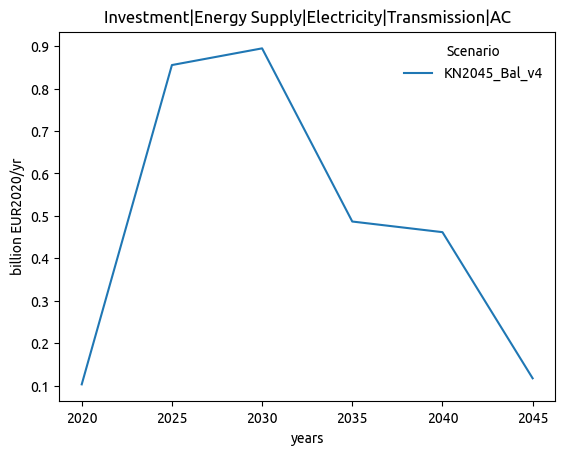 Investment|Energy Supply|Electricity|Transmission|AC
Scenario
KN2045_Bal_v4
billion EUR2020/yr
0.9
0.8
0.7
0.6
0.5
0.4
0.3
0.2
0.1
2020 2025 2030 2035 2040 2045
years